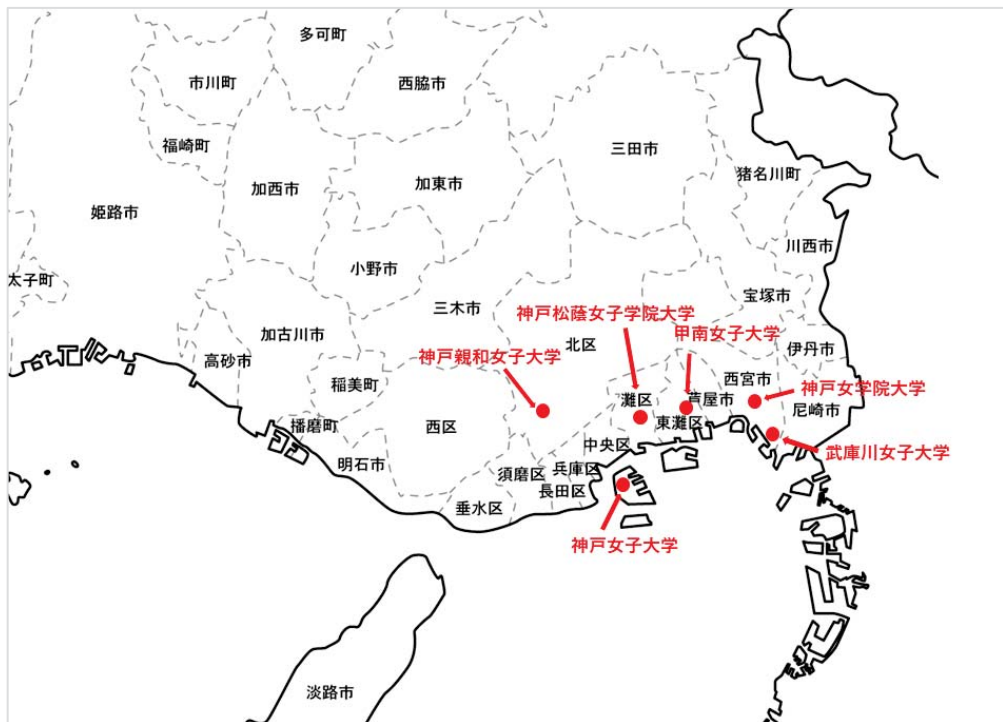 多可町
市川町
西脇市
福崎町
三田市
加西市
加東市
猪名川町
姫路市
川西市
小野市
太子町
宝塚市
三木市
神戸松蔭女子学院大学
甲南女子大学
加古川市
北区
伊丹市
高砂市
神戸親和女子大学
稲美町
西宮市
神戸女学院大学
灘区
芦屋市
尼崎市
播磨町
西区
東灘区
中央区
武庫川女子大学
明石市
須磨区
兵庫区
長田区
垂水区
神戸女子大学
淡路市